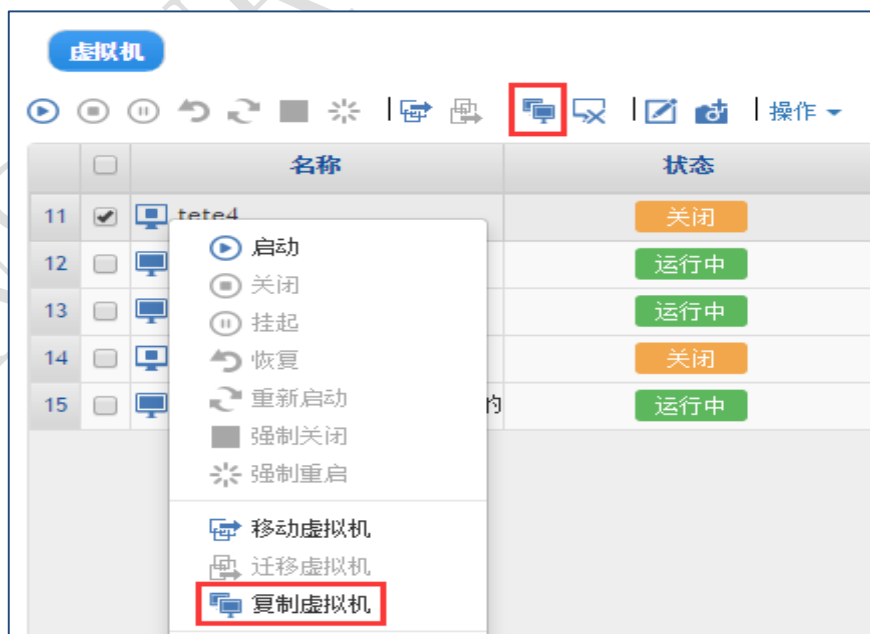 虚拟机
操作
名称 状态
11 tete4 关闭
12 运行中
13 运行中
14 关闭
15 的 运行中
启动
关闭
挂起
恢复
重新启动
强制关闭
强制重启
移动虚拟机
迁移虚拟机
复制虚拟机